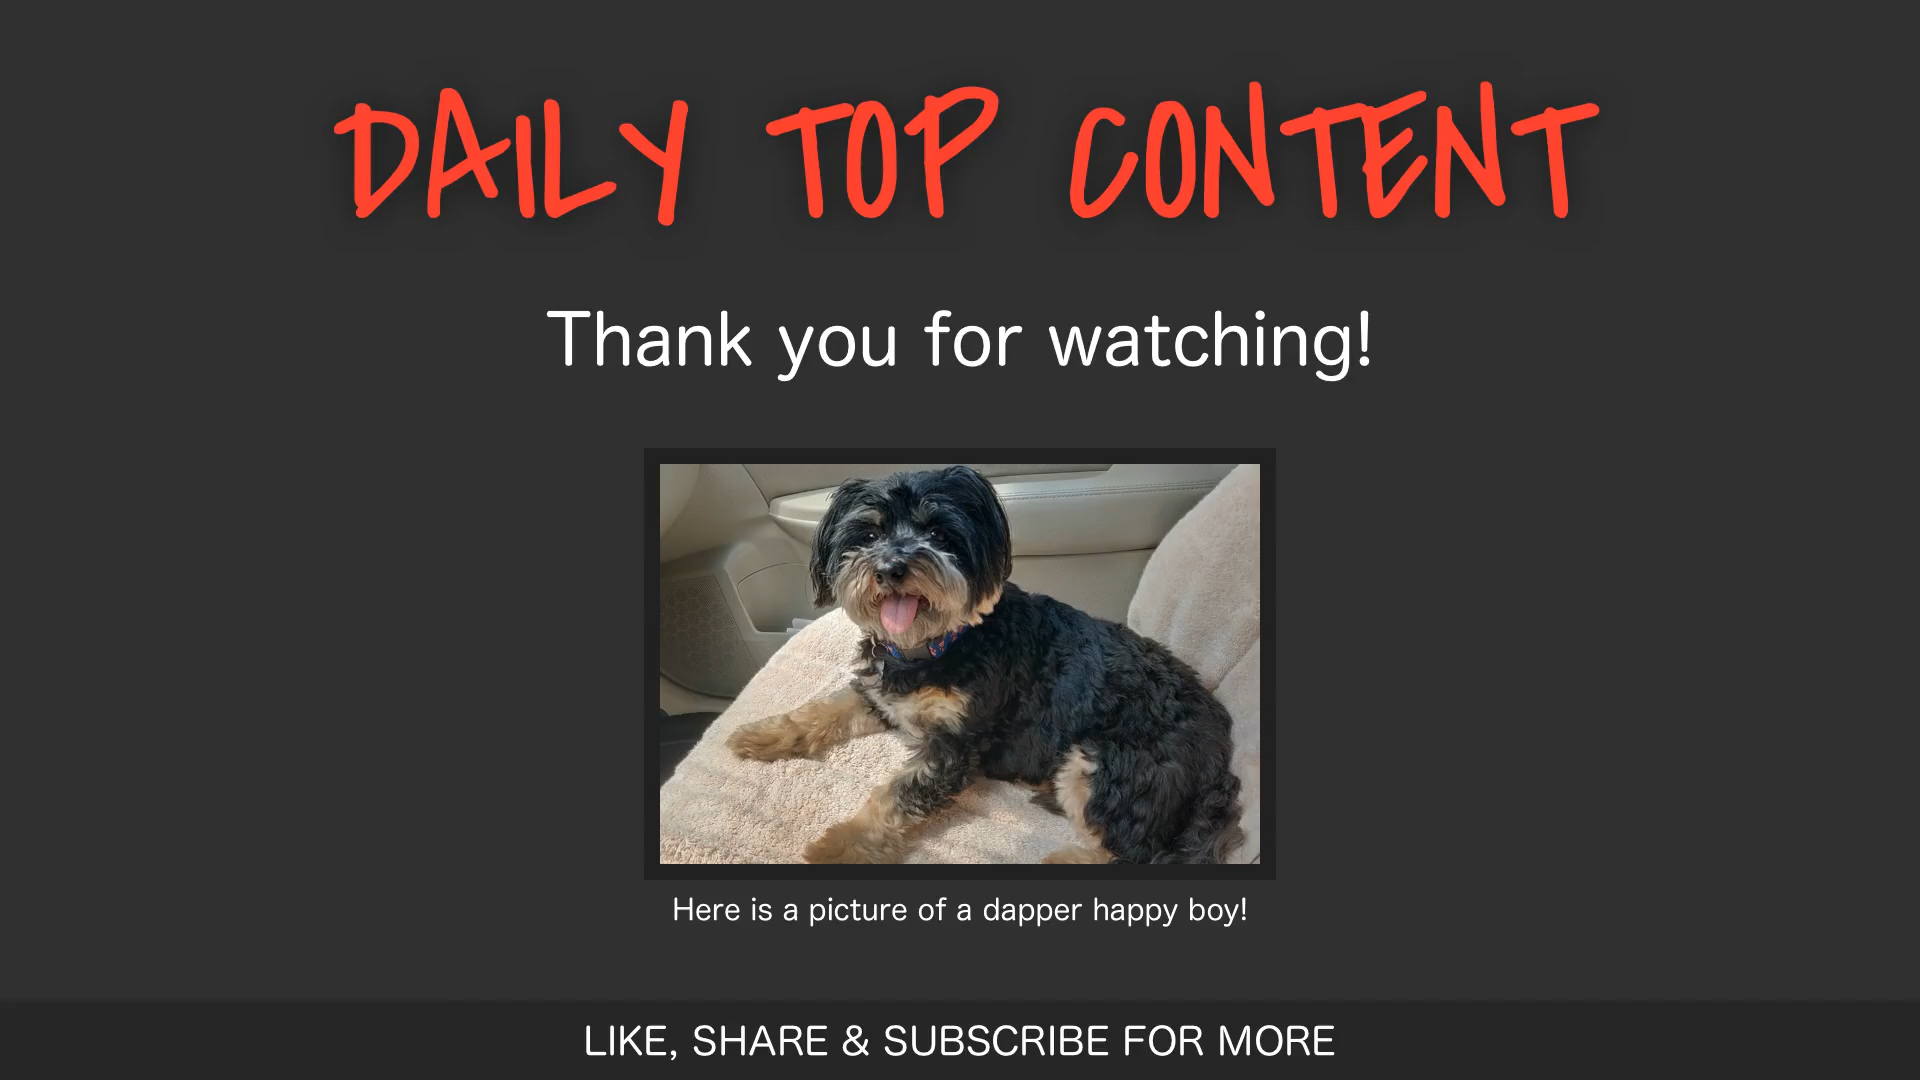 DAILY TOP CONTENT
Thank you for watching!
Here is a picture of a dapper happy boy!
LIKE, SHARE & SUBSCRIBE FOR MORE